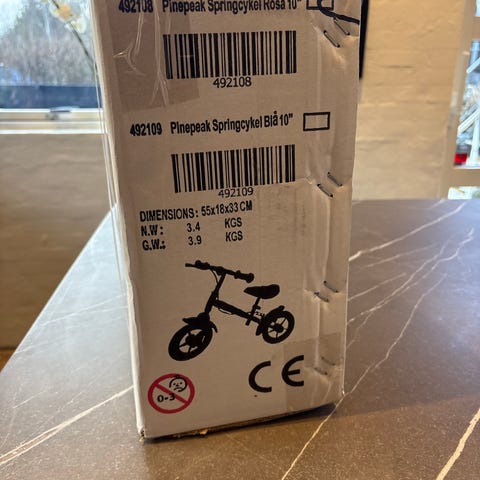 492108 Pinepeak Springcykel Rosa 10"
492108
492109 Pinepeak Springcykel Blå 10"
492109
DIMENSIONS: 55x18x33 CM
N.W: 3.4 KGS
G.W.: 3.9 KGS
0-3
CE